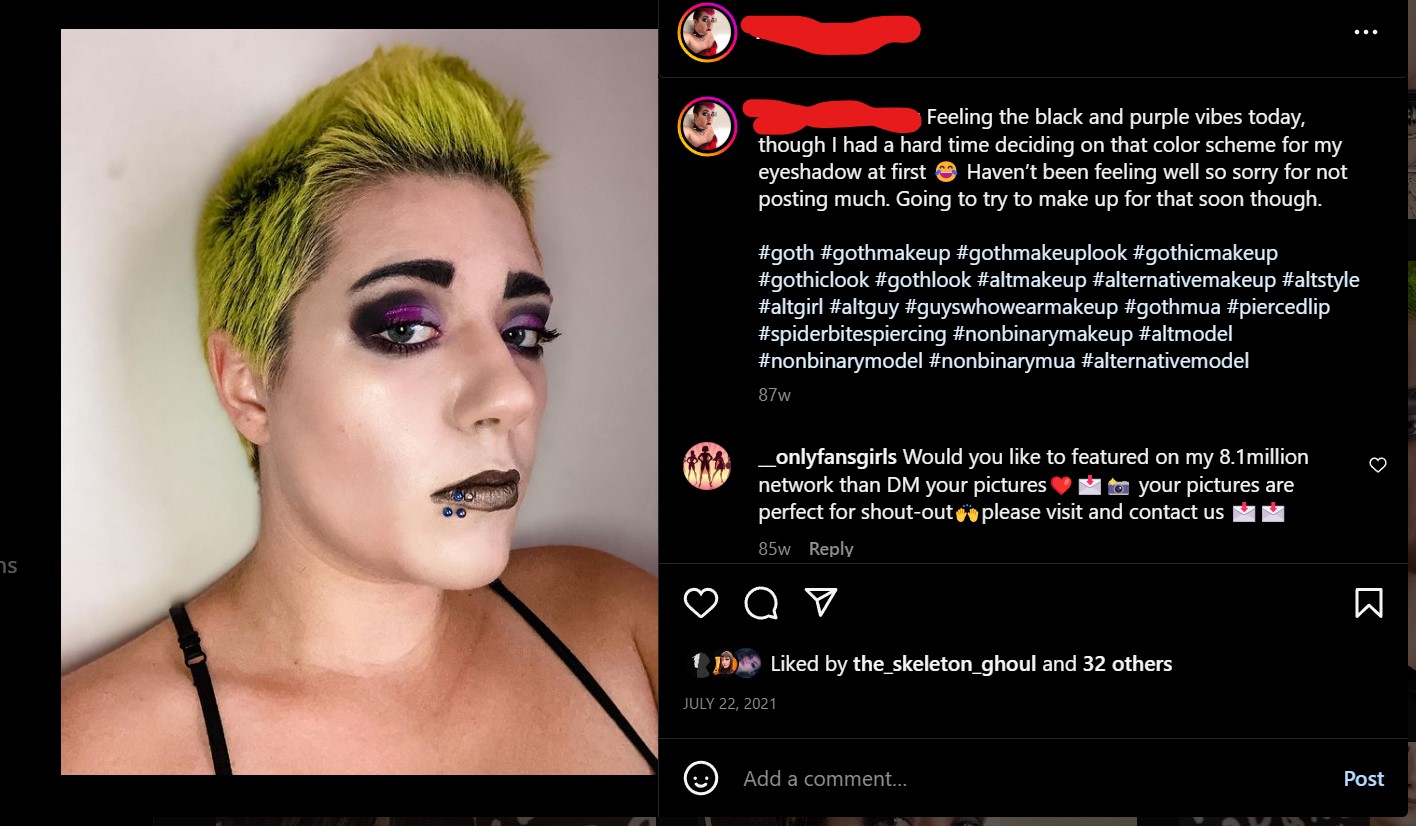 Feeling the black and purple vibes today,
though I had a hard time deciding on that color scheme for my
eyeshadow at first 😂 Haven’t been feeling well so sorry for not
posting much. Going to try to make up for that soon though.
#goth #gothmakeup #gothmakeuplook #gothicmakeup
#gothiclook #gothlook #altmakeup #alternativemakeup #altstyle
#altgirl #altguy #guyswhowearmakeup #gothmua #piercedlip
#spiderbitespiercing #nonbinarymakeup #altmodel
#nonbinarymodel #nonbinarymua #alternativemodel
87w
__onlyfansgirls Would you like to featured on my 8.1million
network than DM your pictures❤️ 📩 📸 your pictures are
perfect for shout-out🙌please visit and contact us 📩 📩
85w Reply
ns
Liked by the_skeleton_ghoul and 32 others
JULY 22, 2021
Add a comment... Post